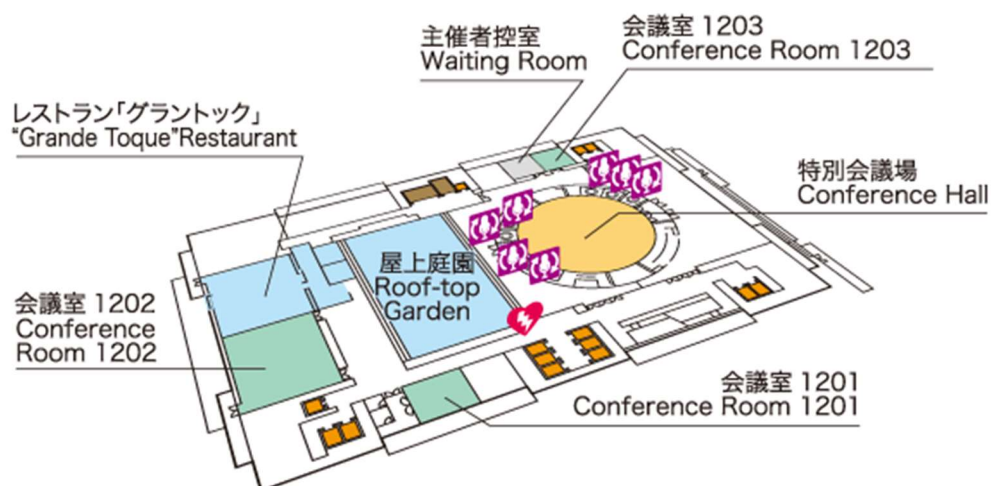 主催者控室
Waiting Room
会議室 1203
Conference Room 1203
レストラン「グラントック」
“Grande Toque”Restaurant
特別会議場
Conference Hall
屋上庭園
Roof-top
Garden
会議室 1202
Conference
Room 1202
会議室 1201
Conference Room 1201